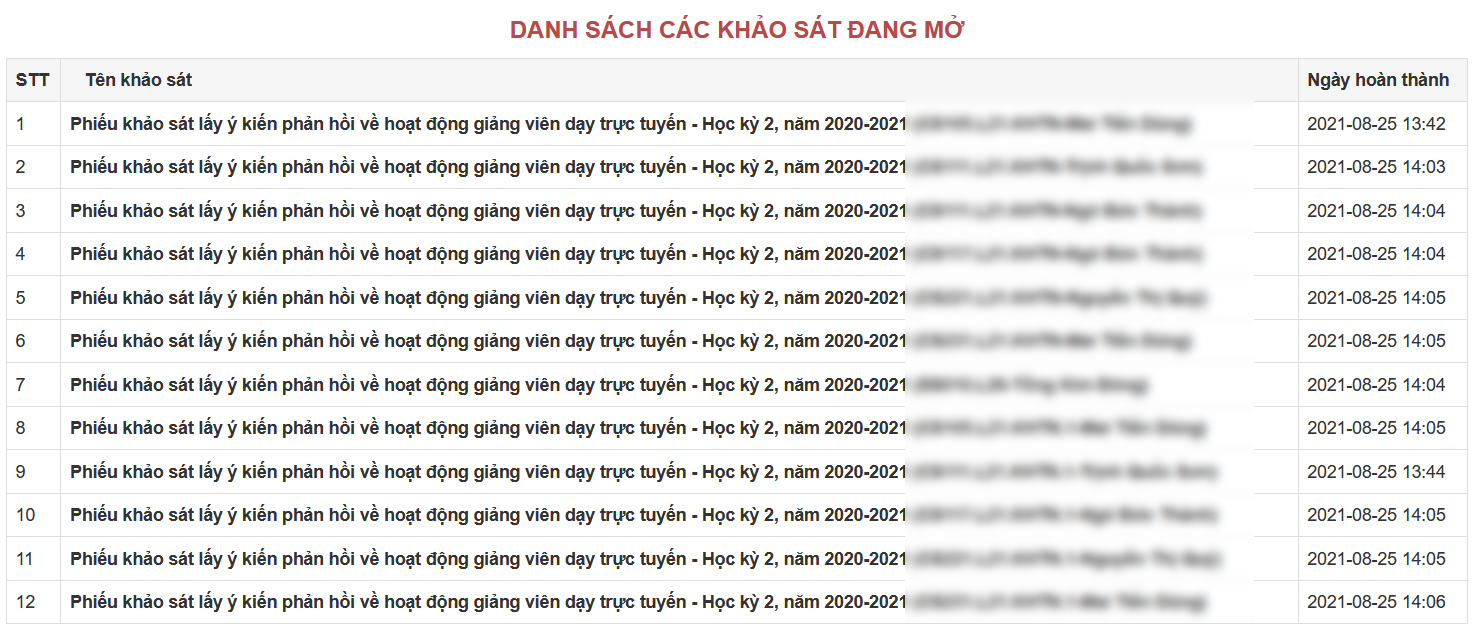 DANH SÁCH CÁC KHẢO SÁT ĐANG MỞ
STT Tên khảo sát Ngày hoàn thành
1 Phiếu khảo sát lấy ý kiến phản hồi về hoạt động giảng viên dạy trực tuyến - Học kỳ 2, năm 2020-2021 2021-08-25 13:42
2 Phiếu khảo sát lấy ý kiến phản hồi về hoạt động giảng viên dạy trực tuyến - Học kỳ 2, năm 2020-2021 2021-08-25 14:03
3 Phiếu khảo sát lấy ý kiến phản hồi về hoạt động giảng viên dạy trực tuyến - Học kỳ 2, năm 2020-2021 2021-08-25 14:04
4 Phiếu khảo sát lấy ý kiến phản hồi về hoạt động giảng viên dạy trực tuyến - Học kỳ 2, năm 2020-2021 2021-08-25 14:04
5 Phiếu khảo sát lấy ý kiến phản hồi về hoạt động giảng viên dạy trực tuyến - Học kỳ 2, năm 2020-2021 2021-08-25 14:05
6 Phiếu khảo sát lấy ý kiến phản hồi về hoạt động giảng viên dạy trực tuyến - Học kỳ 2, năm 2020-2021 2021-08-25 14:05
7 Phiếu khảo sát lấy ý kiến phản hồi về hoạt động giảng viên dạy trực tuyến - Học kỳ 2, năm 2020-2021 2021-08-25 14:04
8 Phiếu khảo sát lấy ý kiến phản hồi về hoạt động giảng viên dạy trực tuyến - Học kỳ 2, năm 2020-2021 2021-08-25 14:05
9 Phiếu khảo sát lấy ý kiến phản hồi về hoạt động giảng viên dạy trực tuyến - Học kỳ 2, năm 2020-2021 2021-08-25 13:44
10 Phiếu khảo sát lấy ý kiến phản hồi về hoạt động giảng viên dạy trực tuyến - Học kỳ 2, năm 2020-2021 2021-08-25 14:05
11 Phiếu khảo sát lấy ý kiến phản hồi về hoạt động giảng viên dạy trực tuyến - Học kỳ 2, năm 2020-2021 2021-08-25 14:05
12 Phiếu khảo sát lấy ý kiến phản hồi về hoạt động giảng viên dạy trực tuyến - Học kỳ 2, năm 2020-2021 2021-08-25 14:06